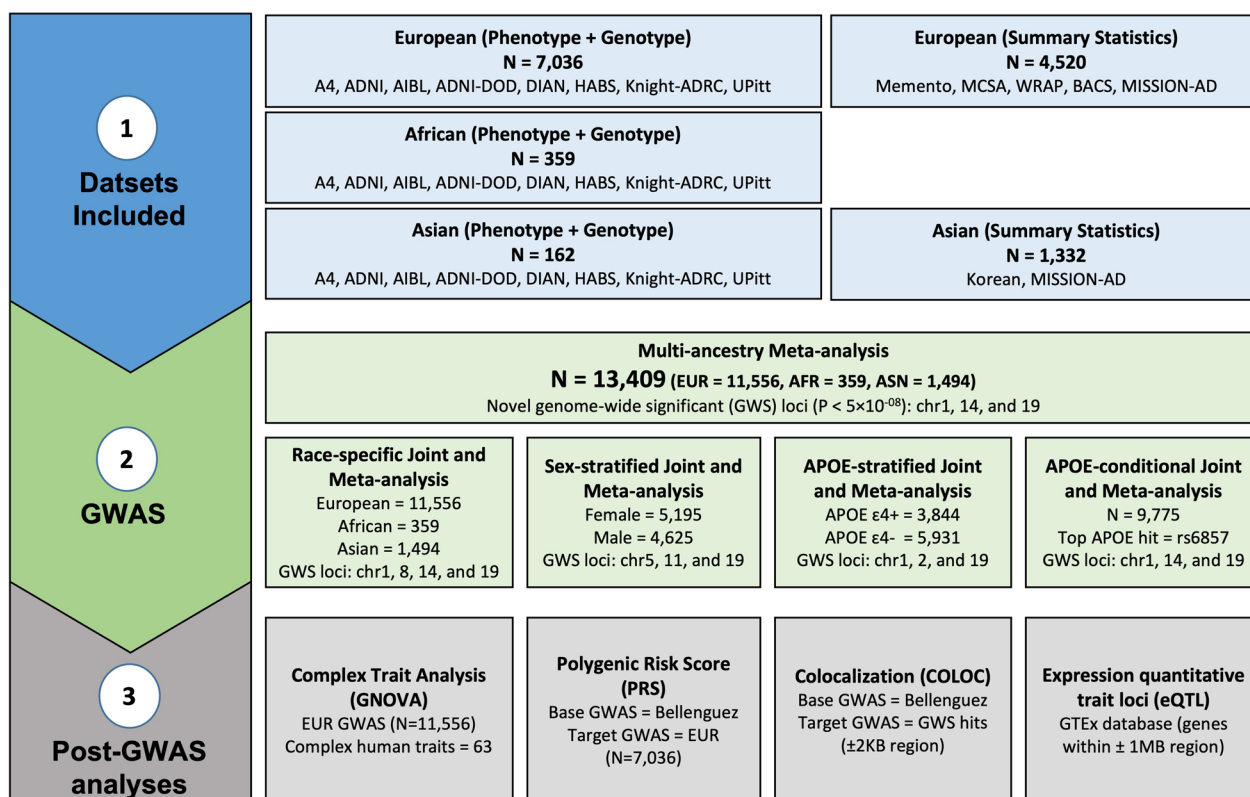 1
Datsets
Included
European (Phenotype + Genotype)
N = 7,036
A4, ADNI, AIBL, ADNI-DOD, DIAN, HABS, Knight-ADRC, UPitt
European (Summary Statistics)
N = 4,520
Memento, MCSA, WRAP, BACS, MISSION-AD
African (Phenotype + Genotype)
N = 359
A4, ADNI, AIBL, ADNI-DOD, DIAN, HABS, Knight-ADRC, UPitt
Asian (Phenotype + Genotype)
N = 162
A4, ADNI, AIBL, ADNI-DOD, DIAN, HABS, Knight-ADRC, UPitt
Asian (Summary Statistics)
N = 1,332
Korean, MISSION-AD
2
GWAS
Multi-ancestry Meta-analysis
N = 13,409 (EUR = 11,556, AFR = 359, ASN = 1,494)
Novel genome-wide significant (GWS) loci (P < 5×10⁻⁰⁸): chr1, 14, and 19
Race-specific Joint and
Meta-analysis
European = 11,556
African = 359
Asian = 1,494
GWS loci: chr1, 8, 14, and 19
Sex-stratified Joint and
Meta-analysis
Female = 5,195
Male = 4,625
GWS loci: chr5, 11, and 19
APOE-stratified Joint
and Meta-analysis
APOE ε4+ = 3,844
APOE ε4- = 5,931
GWS loci: chr1, 2, and 19
APOE-conditional Joint
and Meta-analysis
N = 9,775
Top APOE hit = rs6857
GWS loci: chr1, 14, and 19
3
Post-GWAS
analyses
Complex Trait Analysis
(GNOVA)
EUR GWAS (N=11,556)
Complex human traits = 63
Polygenic Risk Score
(PRS)
Base GWAS = Bellenguez
Target GWAS = EUR
(N=7,036)
Colocalization (COLOC)
Base GWAS = Bellenguez
Target GWAS = GWS hits
(±2KB region)
Expression quantitative
trait loci (eQTL)
GTEx database (genes
within ± 1MB region)